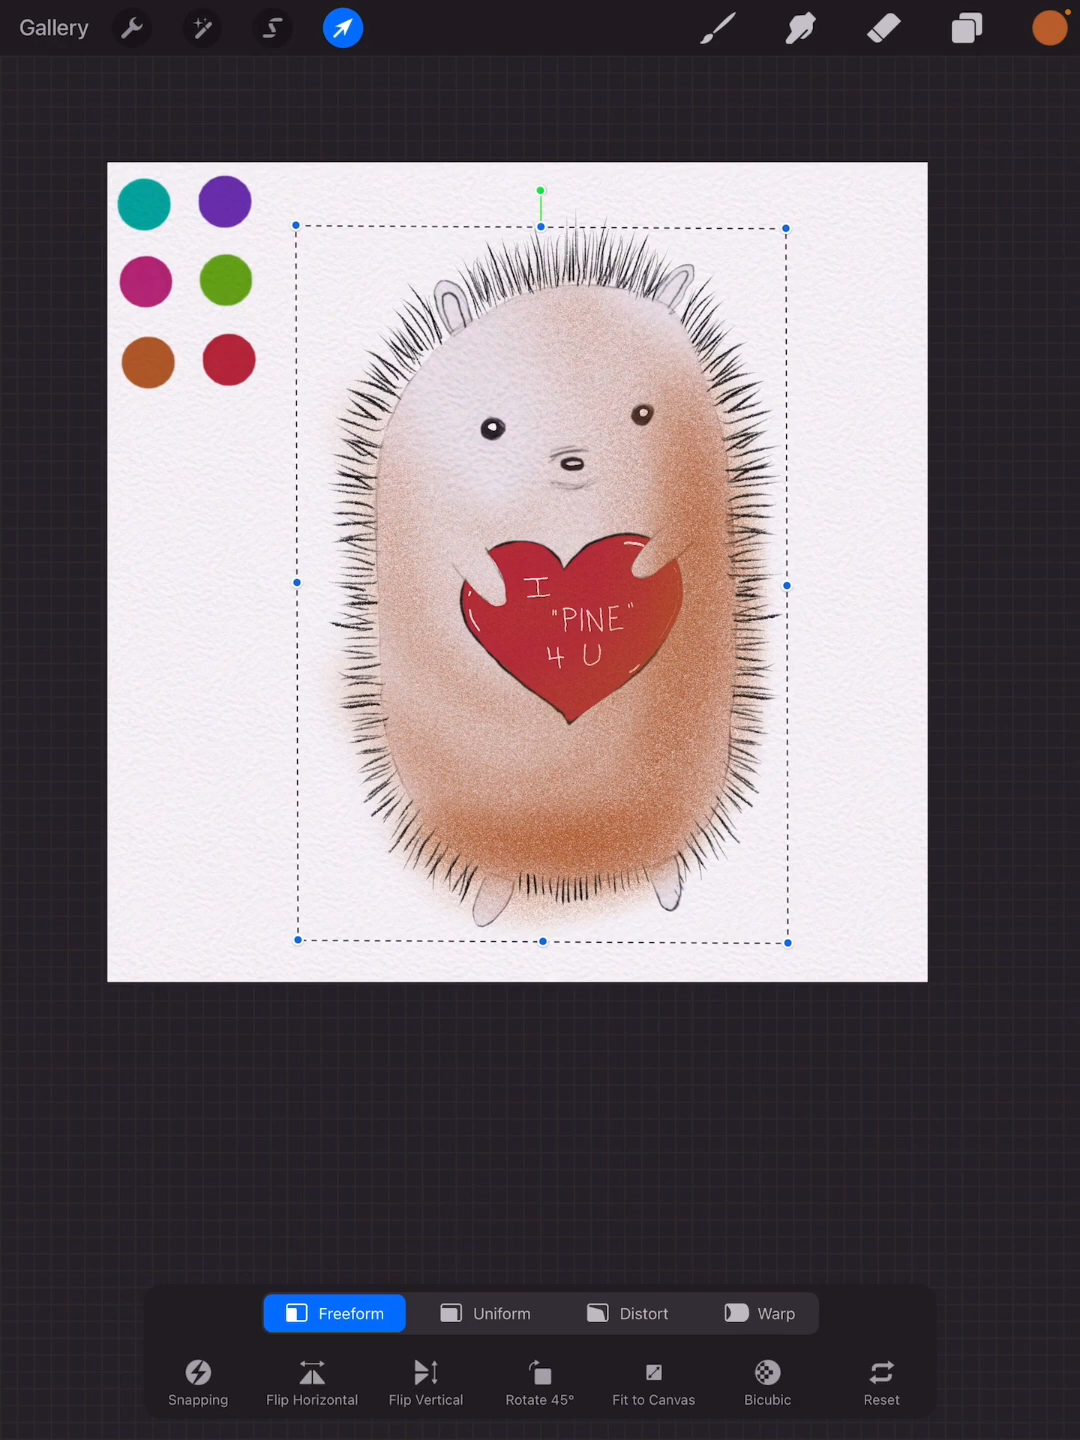 Gallery
I
"PINE"
4 U
Freeform Uniform Distort Warp
Snapping Flip Horizontal Flip Vertical Rotate 45° Fit to Canvas Bicubic Reset